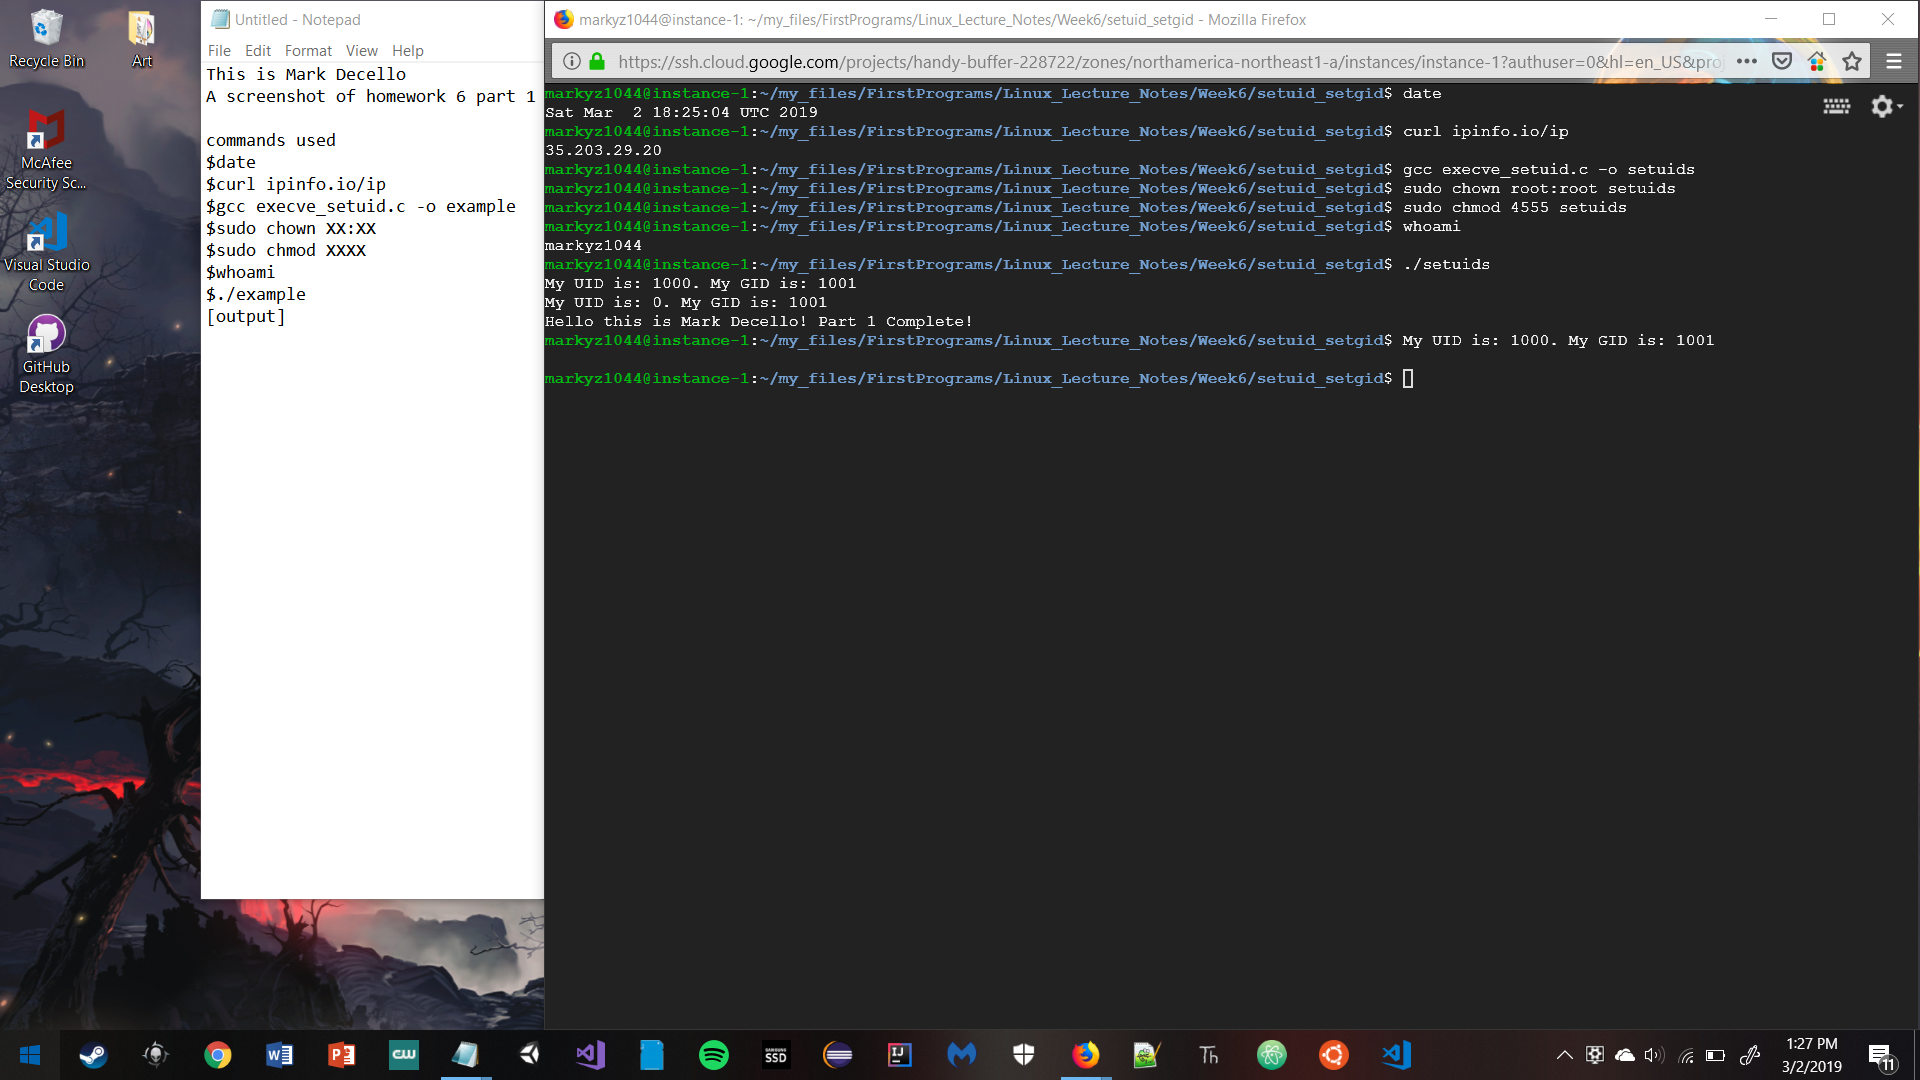 Recycle Bin
Art
McAfee
Security Sc...
Visual Studio
Code
GitHub
Desktop
Untitled - Notepad
File Edit Format View Help
This is Mark Decello
A screenshot of homework 6 part 1
commands used
$date
$curl ipinfo.io/ip
$gcc execve_setuid.c -o example
$sudo chown XX:XX
$sudo chmod XXXX
$whoami
$./example
[output]
markyz1044@instance-1: ~/my_files/FirstPrograms/Linux_Lecture_Notes/Week6/setuid_setgid - Mozilla Firefox
https://ssh.cloud.google.com/projects/handy-buffer-228722/zones/northamerica-northeast1-a/instances/instance-1?authuser=0&hl=en_US&proj
markyz1044@instance-1:~/my_files/FirstPrograms/Linux_Lecture_Notes/Week6/setuid_setgid$ date
Sat Mar  2 18:25:04 UTC 2019
markyz1044@instance-1:~/my_files/FirstPrograms/Linux_Lecture_Notes/Week6/setuid_setgid$ curl ipinfo.io/ip
35.203.29.20
markyz1044@instance-1:~/my_files/FirstPrograms/Linux_Lecture_Notes/Week6/setuid_setgid$ gcc execve_setuid.c -o setuids
markyz1044@instance-1:~/my_files/FirstPrograms/Linux_Lecture_Notes/Week6/setuid_setgid$ sudo chown root:root setuids
markyz1044@instance-1:~/my_files/FirstPrograms/Linux_Lecture_Notes/Week6/setuid_setgid$ sudo chmod 4555 setuids
markyz1044@instance-1:~/my_files/FirstPrograms/Linux_Lecture_Notes/Week6/setuid_setgid$ whoami
markyz1044
markyz1044@instance-1:~/my_files/FirstPrograms/Linux_Lecture_Notes/Week6/setuid_setgid$ ./setuids
My UID is: 1000. My GID is: 1001
My UID is: 0. My GID is: 1001
Hello this is Mark Decello! Part 1 Complete!
markyz1044@instance-1:~/my_files/FirstPrograms/Linux_Lecture_Notes/Week6/setuid_setgid$ My UID is: 1000. My GID is: 1001
markyz1044@instance-1:~/my_files/FirstPrograms/Linux_Lecture_Notes/Week6/setuid_setgid$
W P CW SAMSUNG SSD IJ Th
1:27 PM
3/2/2019
11